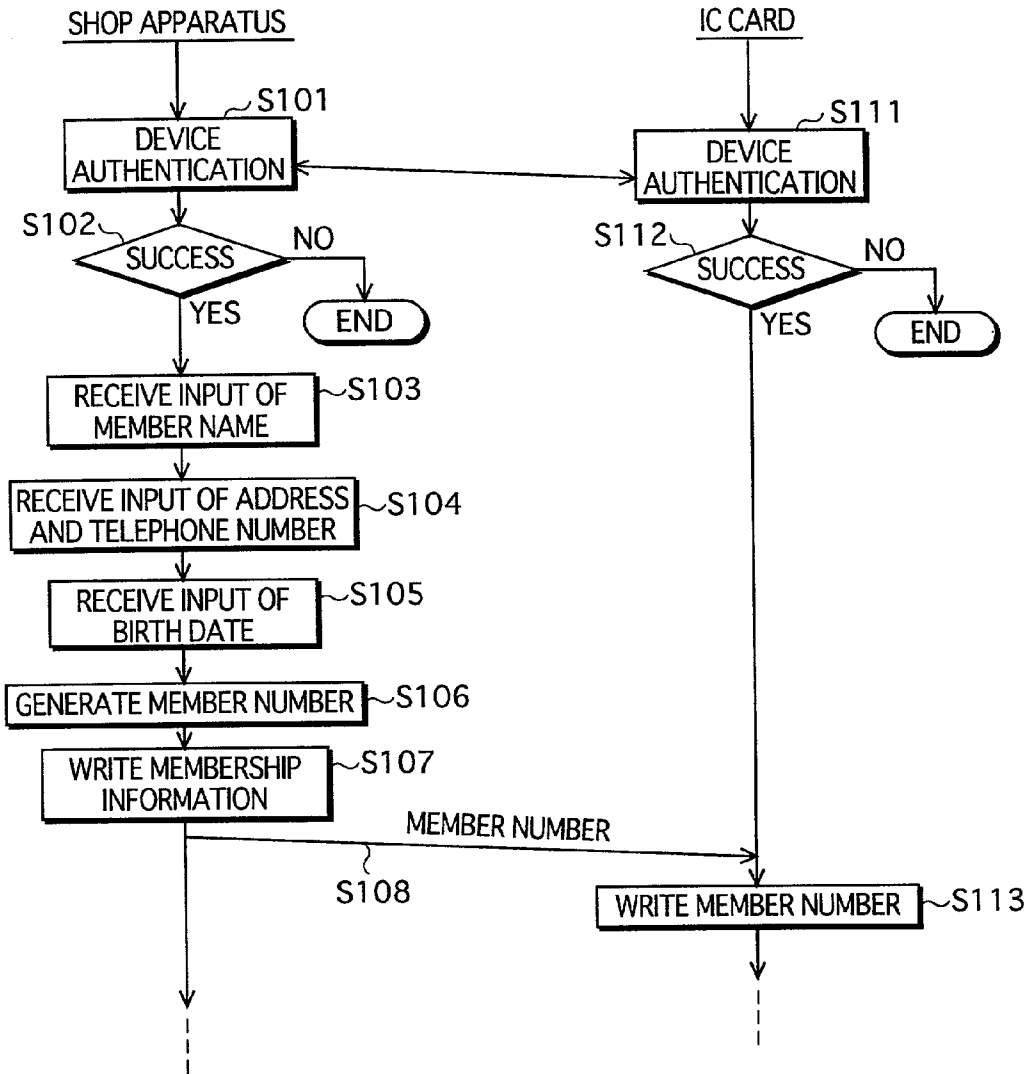 SHOP APPARATUS
IC CARD
S101
DEVICE
AUTHENTICATION
S111
DEVICE
AUTHENTICATION
S102
SUCCESS
NO
YES
END
S112
SUCCESS
NO
YES
END
RECEIVE INPUT OF
MEMBER NAME
S103
RECEIVE INPUT OF ADDRESS
AND TELEPHONE NUMBER
S104
RECEIVE INPUT OF
BIRTH DATE
S105
GENERATE MEMBER NUMBER
S106
WRITE MEMBERSHIP
INFORMATION
S107
MEMBER NUMBER
S108
WRITE MEMBER NUMBER
S113